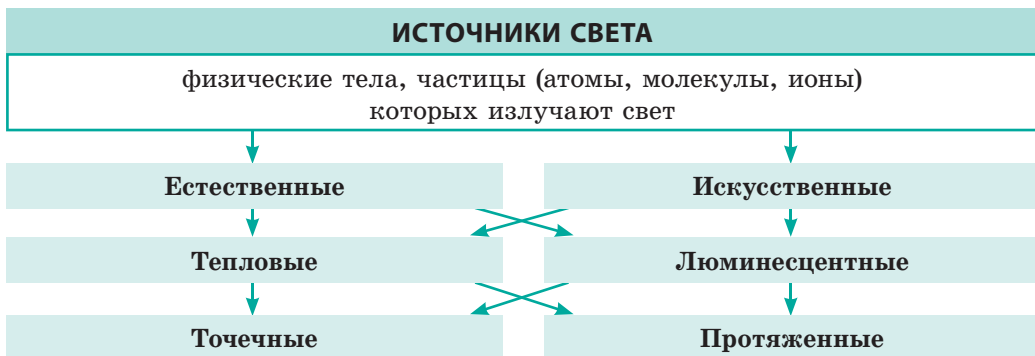 ИСТОЧНИКИ СВЕТА
физические тела, частицы (атомы, молекулы, ионы)
которых излучают свет
Естественные
Искусственные
Тепловые
Люминесцентные
Точечные
Протяженные